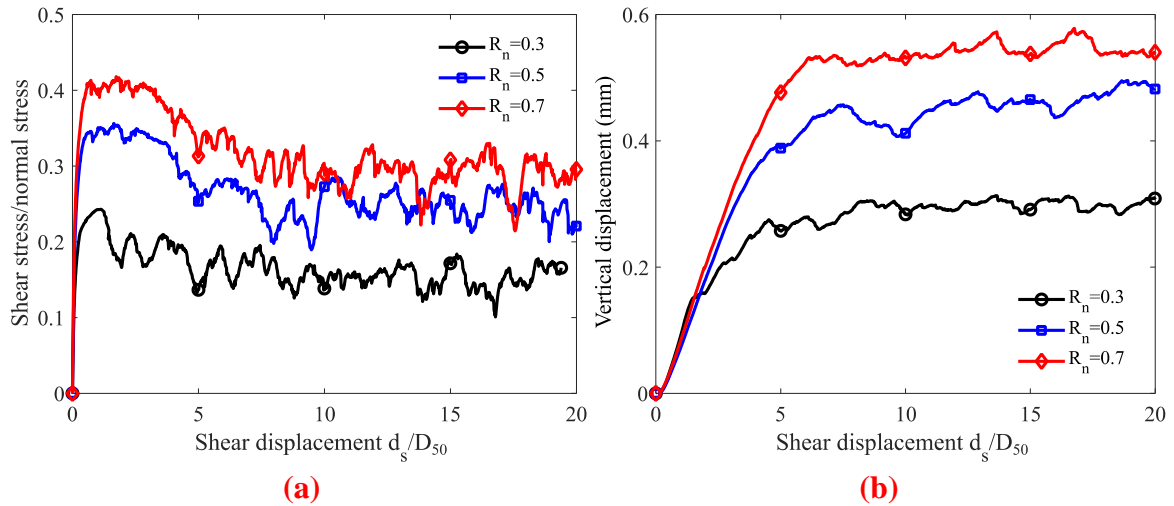 0.5
0.4
0.3
0.2
0.1
0
0
5
10
15
20
Shear stress/normal stress
Shear displacement d_s/D_50
R_n=0.3
R_n=0.5
R_n=0.7
(a)
0.6
0.4
0.2
0
0
5
10
15
20
Vertical displacement (mm)
Shear displacement d_s/D_50
R_n=0.3
R_n=0.5
R_n=0.7
(b)